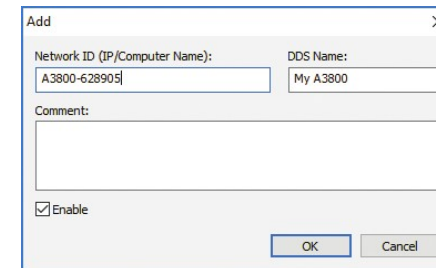 Add
Network ID (IP/Computer Name): DDS Name:
A3800-628905 My A3800
Comment:
Enable
OK Cancel